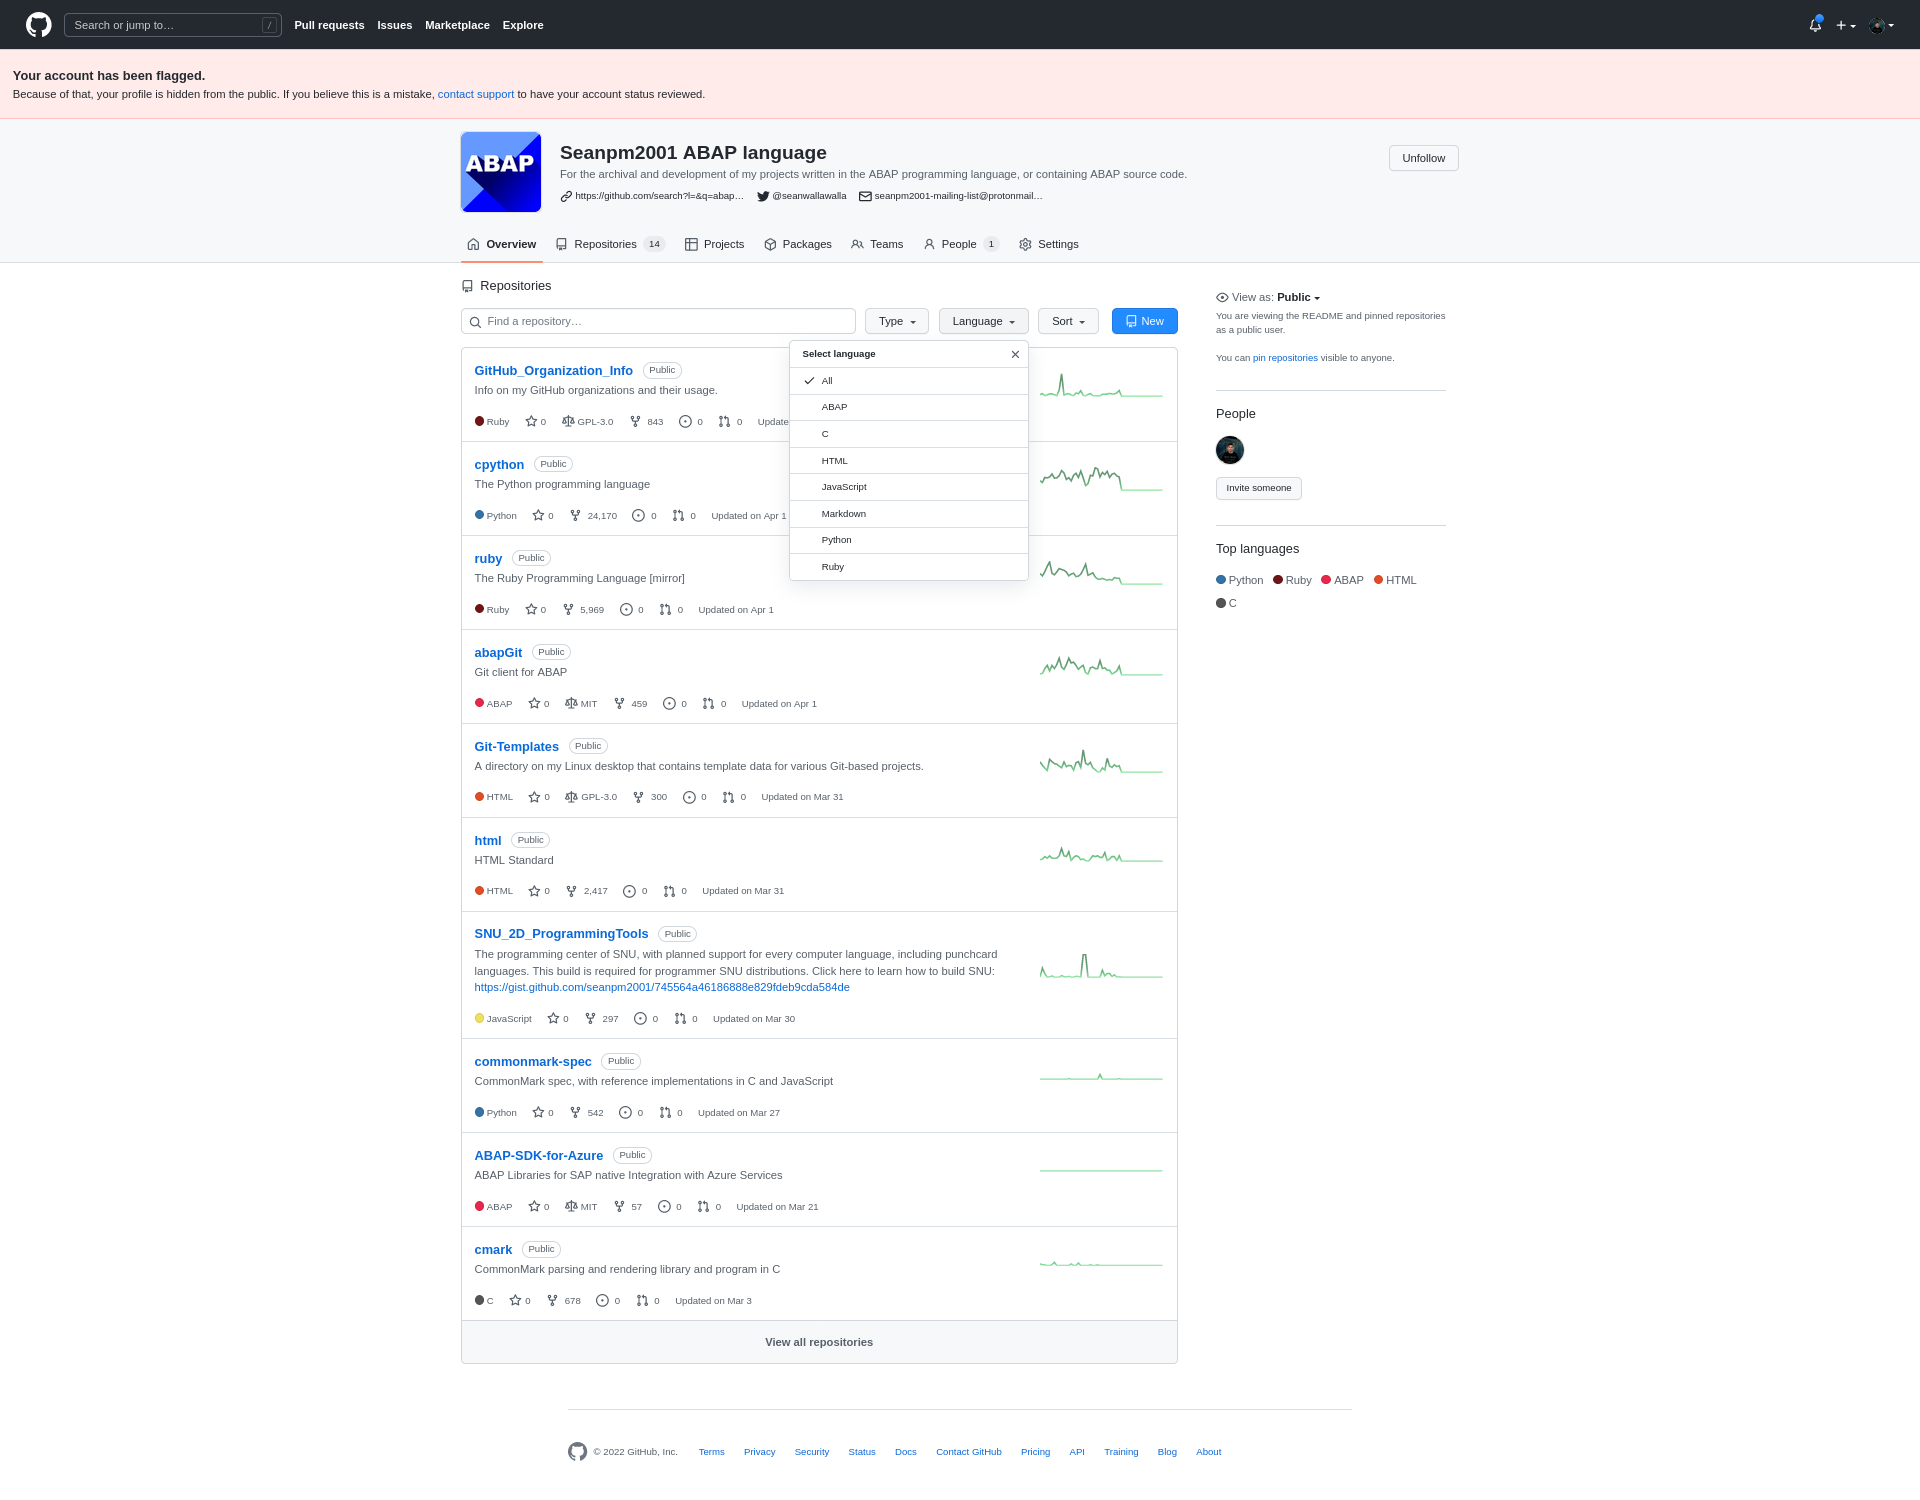 Search or jump to… /
Pull requests Issues Marketplace Explore
Your account has been flagged.
Because of that, your profile is hidden from the public. If you believe this is a mistake, contact support to have your account status reviewed.
ABAP
Seanpm2001 ABAP language
For the archival and development of my projects written in the ABAP programming language, or containing ABAP source code.
https://github.com/search?l=&q=abap… @seanwallawalla seanpm2001-mailing-list@protonmail…
Unfollow
Overview Repositories 14 Projects Packages Teams People 1 Settings
Repositories
Find a repository… Type Language Sort New
Select language
All
ABAP
C
HTML
JavaScript
Markdown
Python
Ruby
GitHub_Organization_Info Public
Info on my GitHub organizations and their usage.
Ruby 0 GPL-3.0 843 0 0 Update
cpython Public
The Python programming language
Python 0 24,170 0 0 Updated on Apr 1
ruby Public
The Ruby Programming Language [mirror]
Ruby 0 5,969 0 0 Updated on Apr 1
abapGit Public
Git client for ABAP
ABAP 0 MIT 459 0 0 Updated on Apr 1
Git-Templates Public
A directory on my Linux desktop that contains template data for various Git-based projects.
HTML 0 GPL-3.0 300 0 0 Updated on Mar 31
html Public
HTML Standard
HTML 0 2,417 0 0 Updated on Mar 31
SNU_2D_ProgrammingTools Public
The programming center of SNU, with planned support for every computer language, including punchcard
languages. This build is required for programmer SNU distributions. Click here to learn how to build SNU:
https://gist.github.com/seanpm2001/745564a46186888e829fdeb9cda584de
JavaScript 0 297 0 0 Updated on Mar 30
commonmark-spec Public
CommonMark spec, with reference implementations in C and JavaScript
Python 0 542 0 0 Updated on Mar 27
ABAP-SDK-for-Azure Public
ABAP Libraries for SAP native Integration with Azure Services
ABAP 0 MIT 57 0 0 Updated on Mar 21
cmark Public
CommonMark parsing and rendering library and program in C
C 0 678 0 0 Updated on Mar 3
View all repositories
View as: Public
You are viewing the README and pinned repositories
as a public user.
You can pin repositories visible to anyone.
People
Invite someone
Top languages
Python Ruby ABAP HTML
C
© 2022 GitHub, Inc. Terms Privacy Security Status Docs Contact GitHub Pricing API Training Blog About